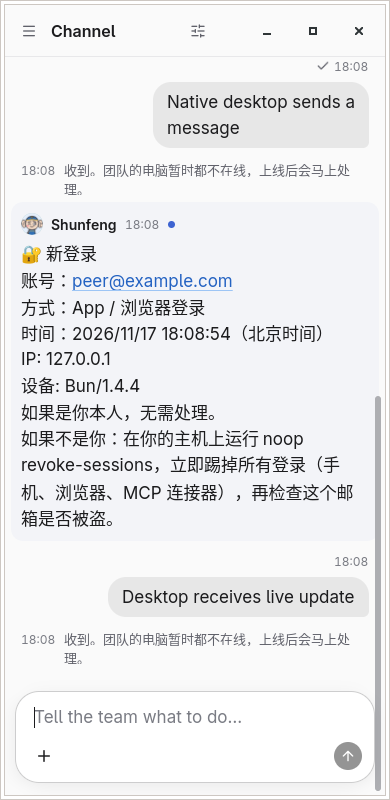 Channel
18:08
Native desktop sends a
message
18:08 收到。团队的电脑暂时都不在线，上线后会马上处
理。
Shunfeng 18:08
🔐 新登录
账号：peer@example.com
方式：App / 浏览器登录
时间：2026/11/17 18:08:54（北京时间）
IP: 127.0.0.1
设备: Bun/1.4.4
如果是你本人，无需处理。
如果不是你：在你的主机上运行 noop
revoke-sessions，立即踢掉所有登录（手
机、浏览器、MCP 连接器），再检查这个邮
箱是否被盗。
18:08
Desktop receives live update
18:08 收到。团队的电脑暂时都不在线，上线后会马上处
理。
Tell the team what to do...